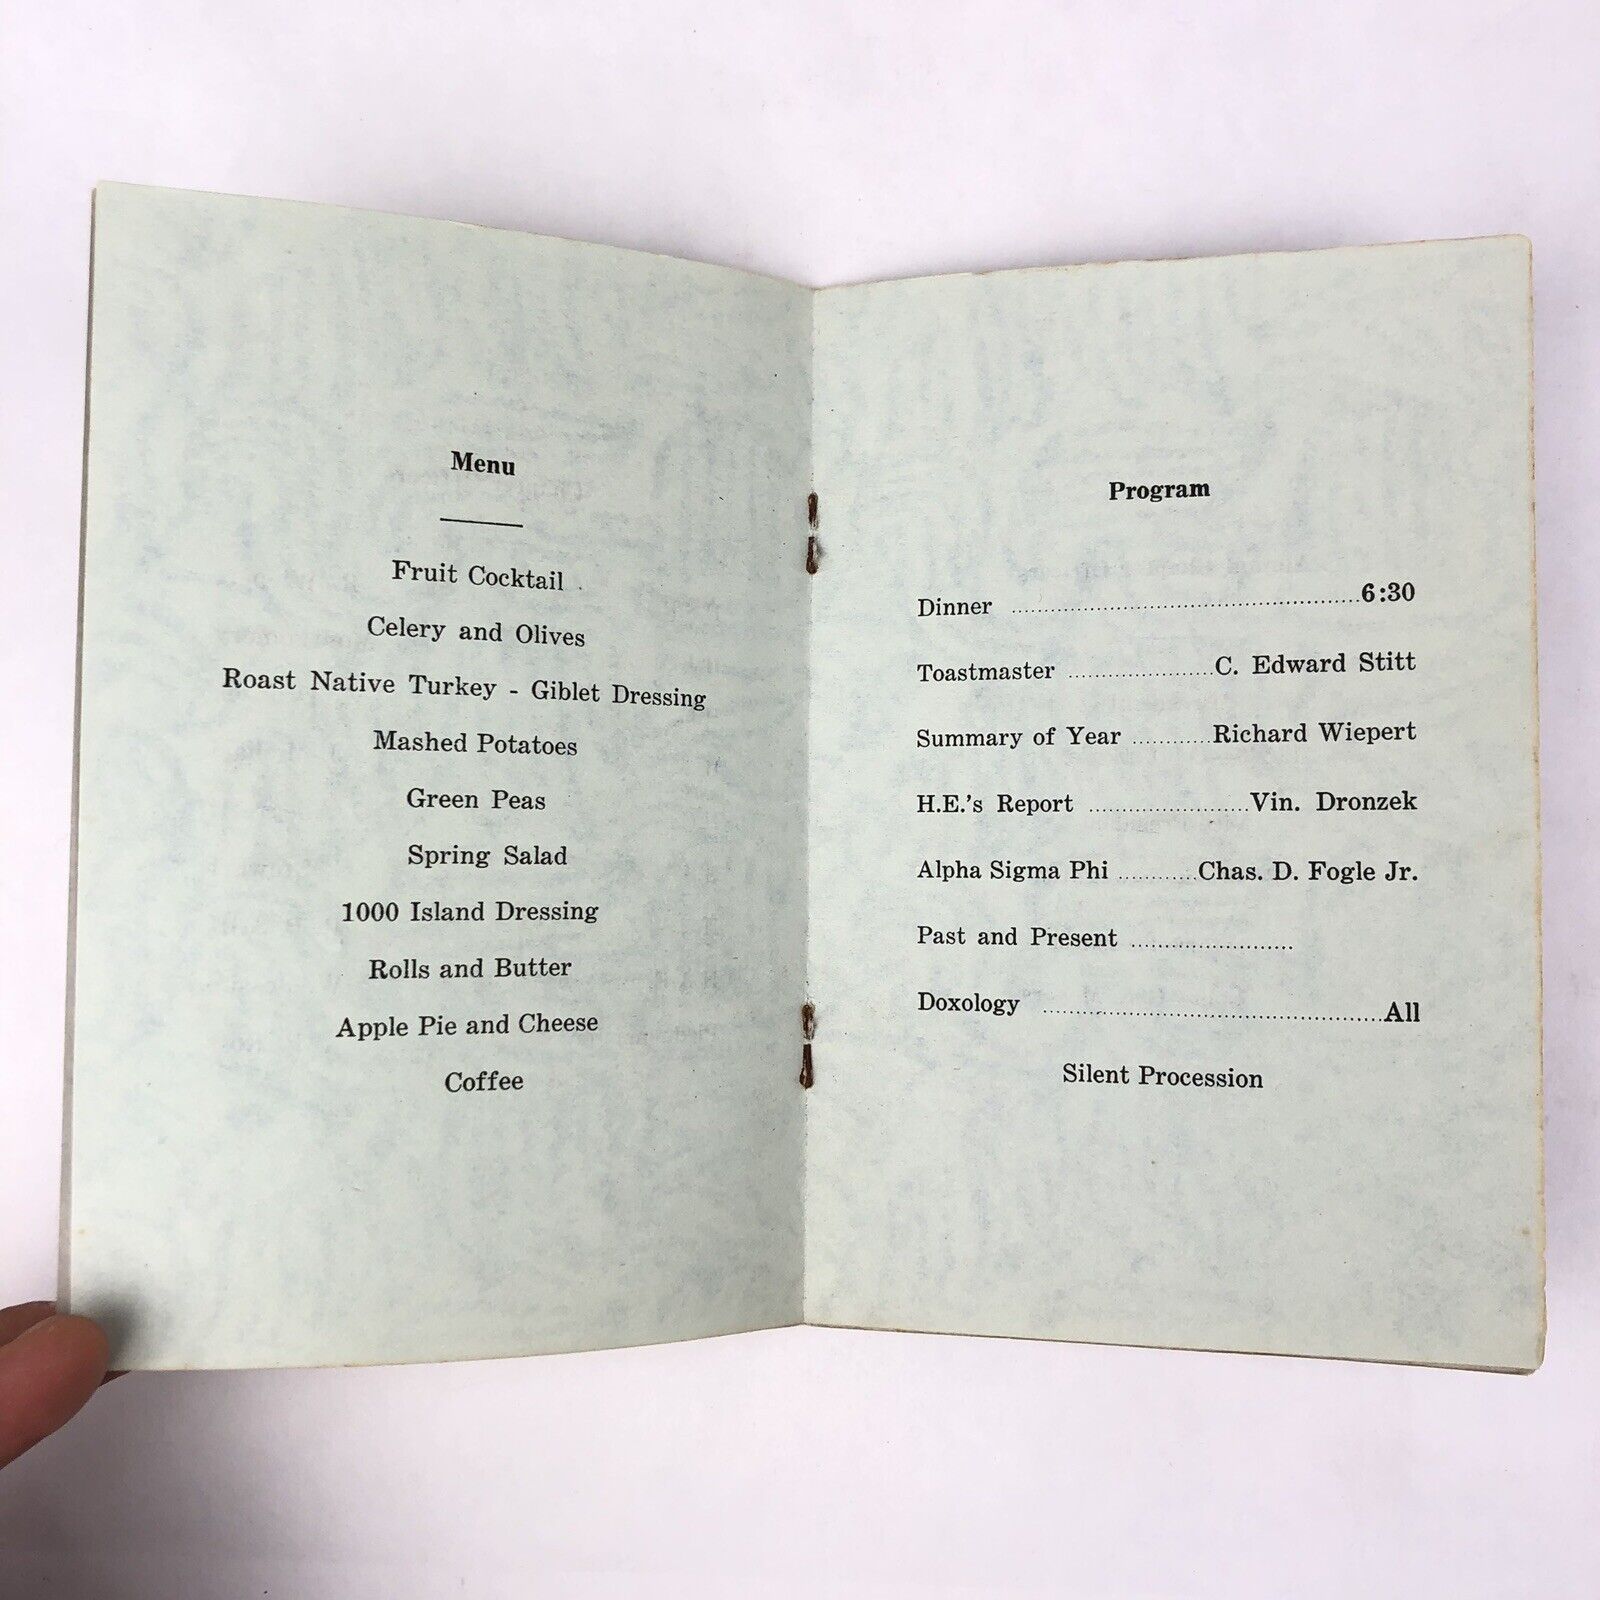 Menu
Fruit Cocktail
Celery and Olives
Roast Native Turkey - Giblet Dressing
Mashed Potatoes
Green Peas
Spring Salad
1000 Island Dressing
Rolls and Butter
Apple Pie and Cheese
Coffee
Program
Dinner ........................................................6:30
Toastmaster .......................C. Edward Stitt
Summary of Year ............Richard Wiepert
H.E.'s Report .........................Vin. Dronzek
Alpha Sigma Phi ............Chas. D. Fogle Jr.
Past and Present .........................
Doxology .....................................................All
Silent Procession